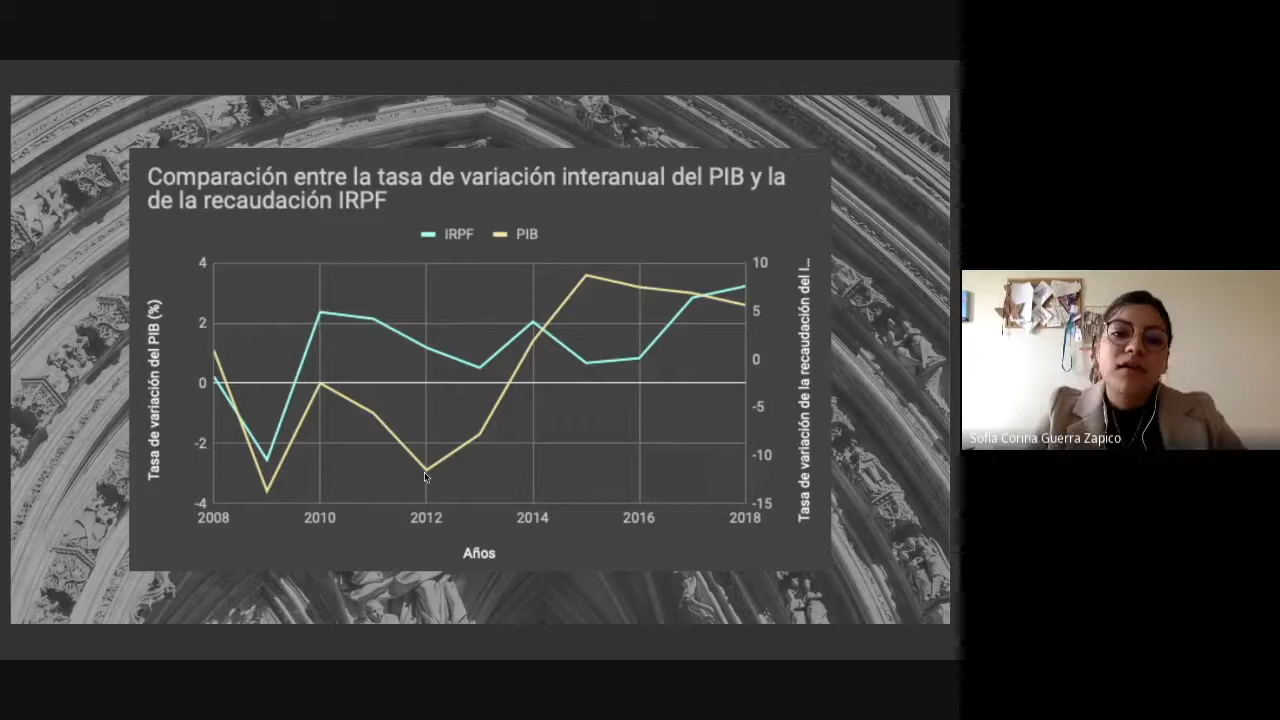 Comparación entre la tasa de variación interanual del PIB y la
de la recaudación IRPF
IRPF PIB
Tasa de variación del PIB (%)
4
2
0
-2
-4
10
5
0
-5
-10
-15
Tasa de variación de la recaudación del I...
2008 2010 2012 2014 2016 2018
Años
Sofía Corina Guerra Zapico